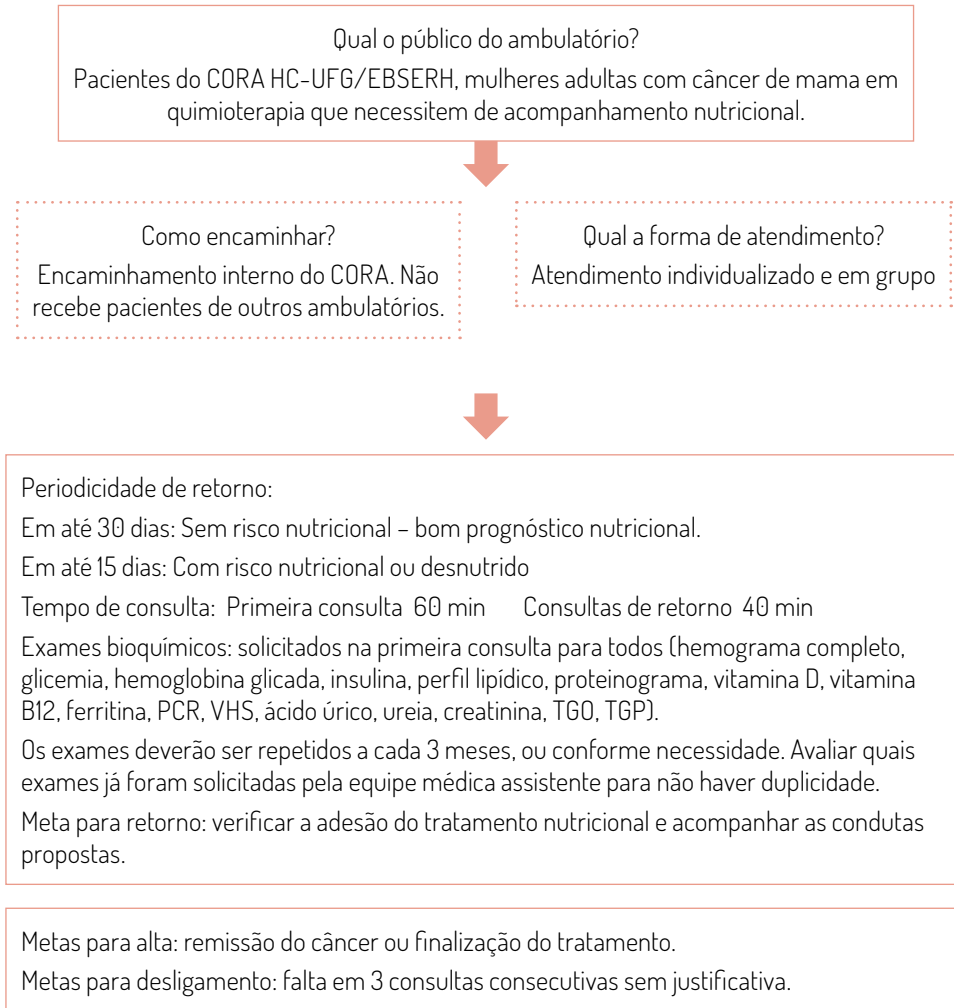 Qual o público do ambulatório?
Pacientes do CORA HC-UFG/EBSERH, mulheres adultas com câncer de mama em
quimioterapia que necessitem de acompanhamento nutricional.
Como encaminhar?
Encaminhamento interno do CORA. Não
recebe pacientes de outros ambulatórios.
Qual a forma de atendimento?
Atendimento individualizado e em grupo
Periodicidade de retorno:
Em até 30 dias: Sem risco nutricional – bom prognóstico nutricional.
Em até 15 dias: Com risco nutricional ou desnutrido
Tempo de consulta: Primeira consulta 60 min Consultas de retorno 40 min
Exames bioquímicos: solicitados na primeira consulta para todos (hemograma completo,
glicemia, hemoglobina glicada, insulina, perfil lipídico, proteinograma, vitamina D, vitamina
B12, ferritina, PCR, VHS, ácido úrico, ureia, creatinina, TGO, TGP).
Os exames deverão ser repetidos a cada 3 meses, ou conforme necessidade. Avaliar quais
exames já foram solicitadas pela equipe médica assistente para não haver duplicidade.
Meta para retorno: verificar a adesão do tratamento nutricional e acompanhar as condutas
propostas.
Metas para alta: remissão do câncer ou finalização do tratamento.
Metas para desligamento: falta em 3 consultas consecutivas sem justificativa.